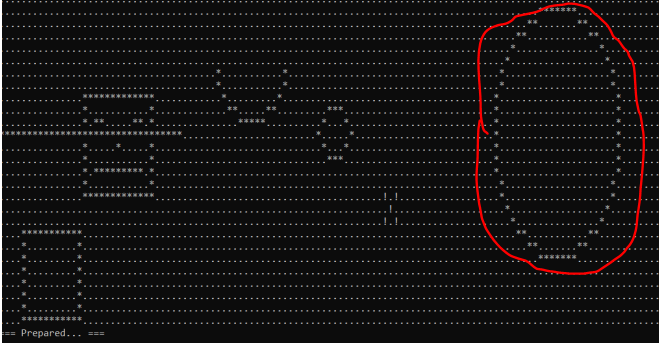 === Prepared... ===